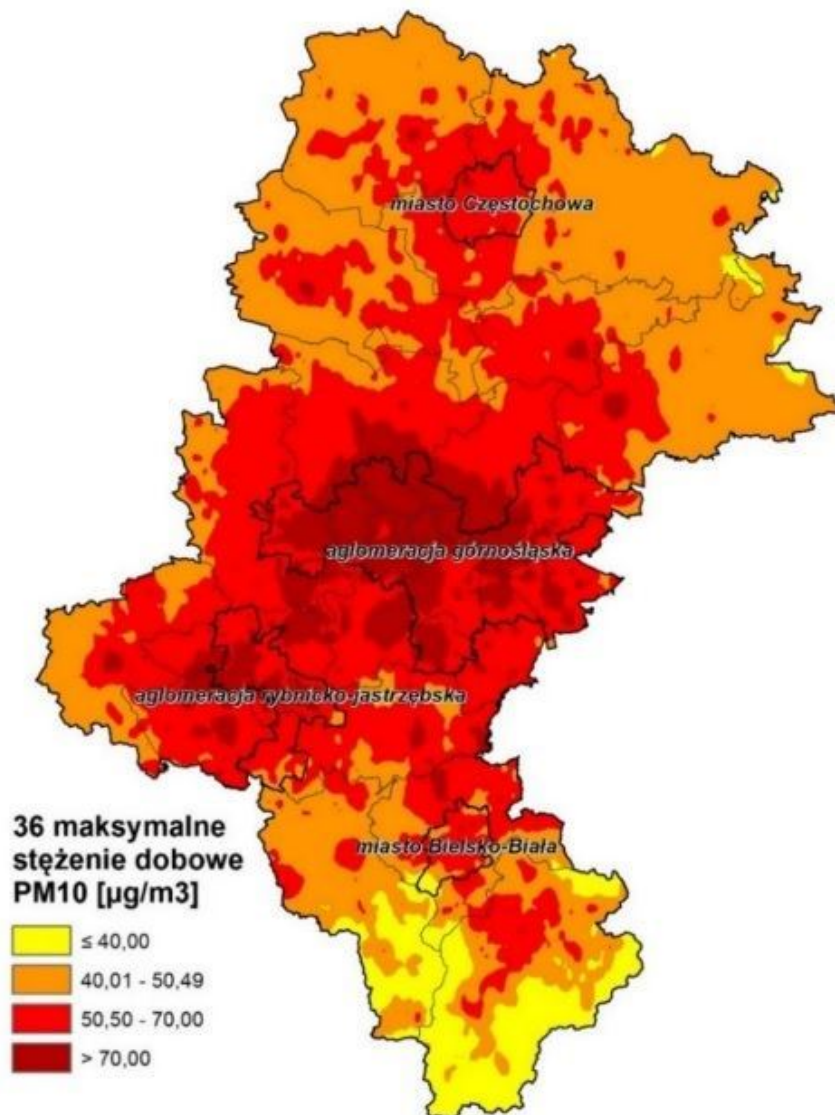 miasto Częstochowa
aglomeracja górnośląska
aglomeracja rybnicko-jastrzębska
miasto Bielsko-Biała
36 maksymalne
stężenie dobowe
PM10 [µg/m3]
≤ 40,00
40,01 - 50,49
50,50 - 70,00
> 70,00